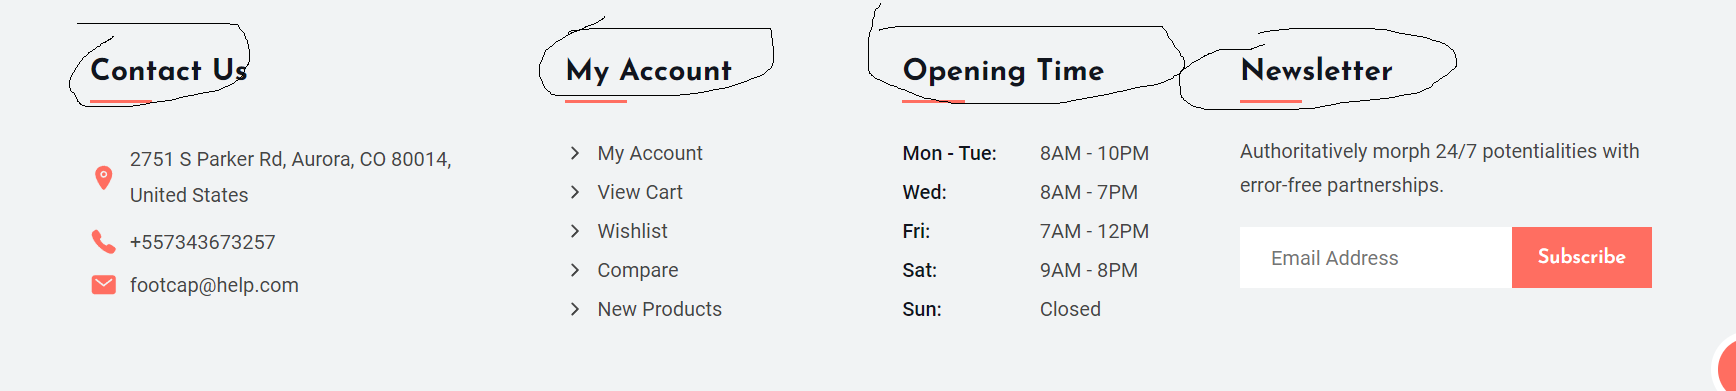 Contact Us
2751 S Parker Rd, Aurora, CO 80014,
United States
+557343673257
footcap@help.com
My Account
My Account
View Cart
Wishlist
Compare
New Products
Opening Time
Mon - Tue: 8AM - 10PM
Wed: 8AM - 7PM
Fri: 7AM - 12PM
Sat: 9AM - 8PM
Sun: Closed
Newsletter
Authoritatively morph 24/7 potentialities with
error-free partnerships.
Email Address Subscribe